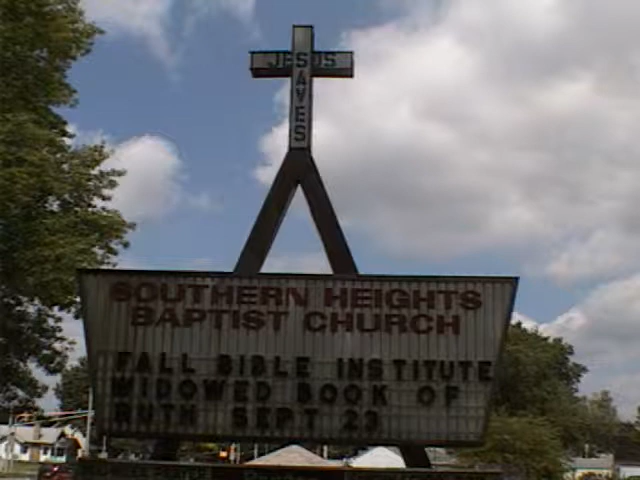 JESUS
SAVES
SOUTHERN HEIGHTS
BAPTIST CHURCH
FALL BIBLE INSTITUTE
WIDOWED BOOK OF
RUTH SEPT 23